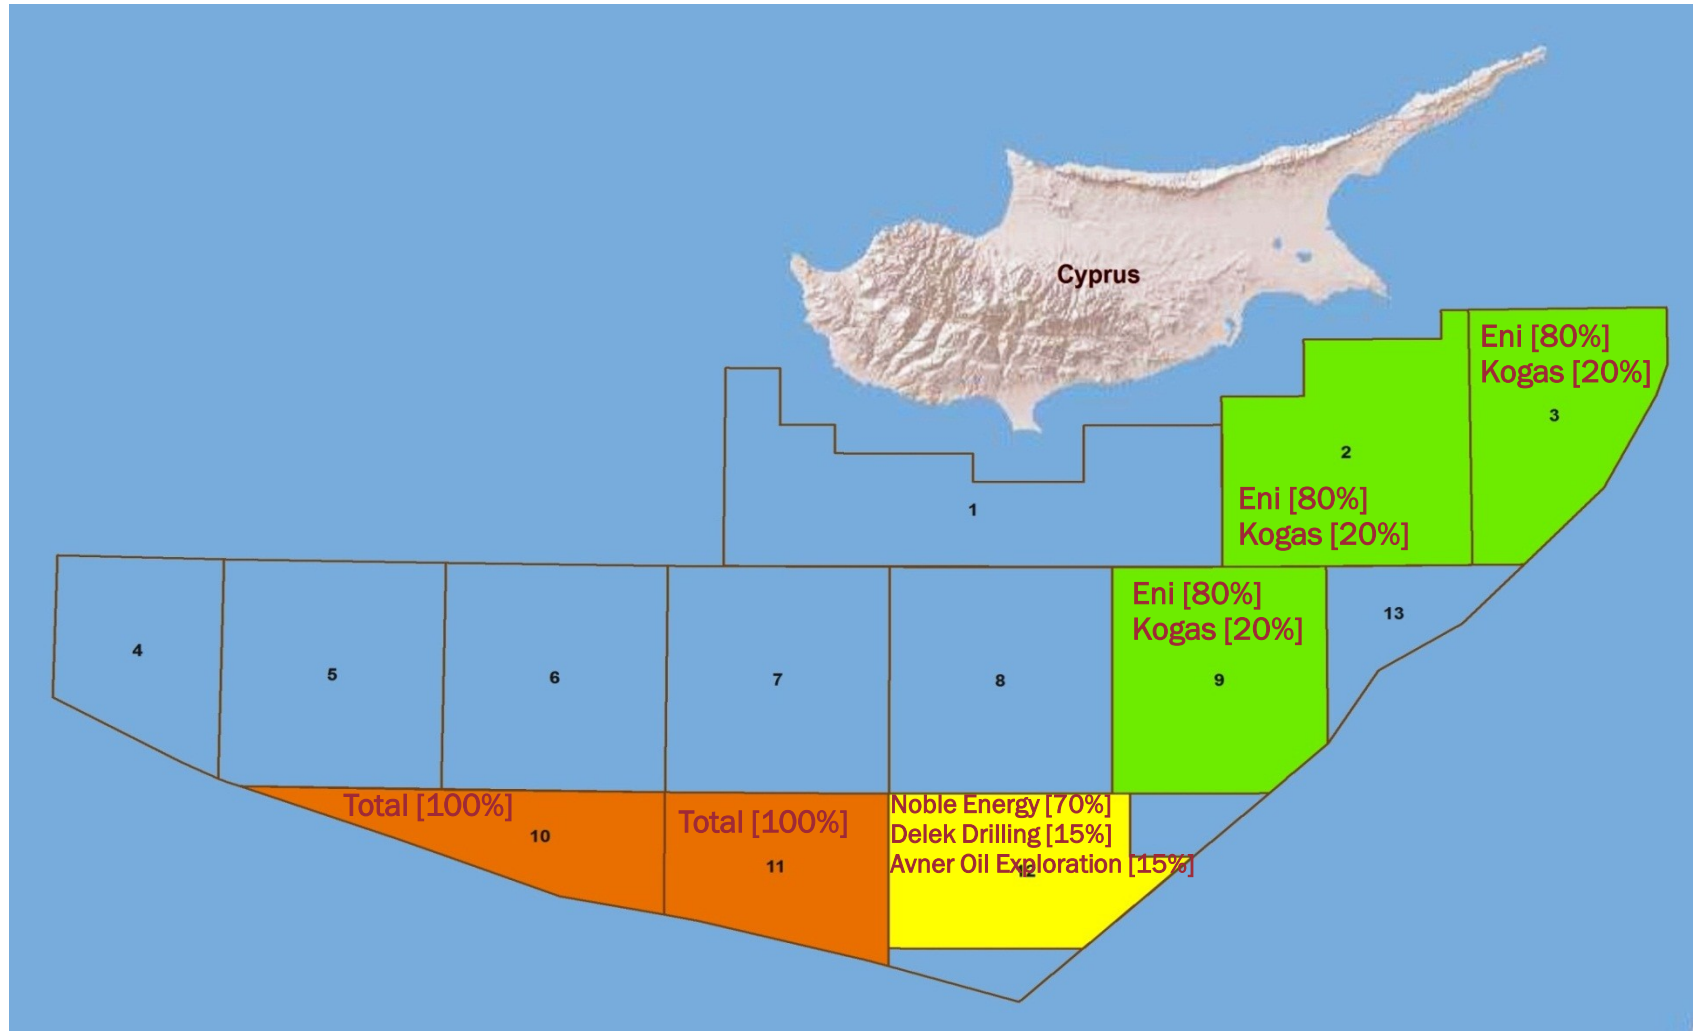 Cyprus
Eni [80%]
Kogas [20%]
3
2
Eni [80%]
Kogas [20%]
1
4
5
6
7
8
Eni [80%]
Kogas [20%]
9
13
Total [100%]
10
Total [100%]
11
Noble Energy [70%]
Delek Drilling [15%]
Avner Oil Exploration [15%]
12